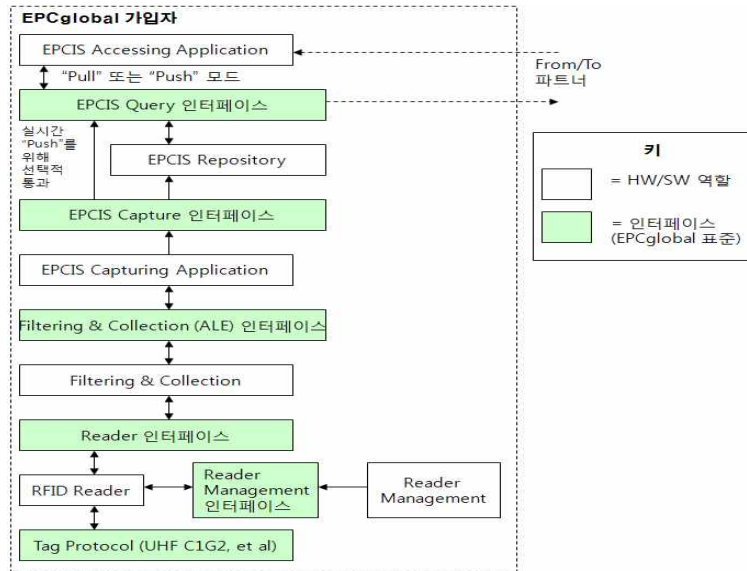 EPCglobal 가입자
EPCIS Accessing Application
"Pull" 또는 "Push" 모드
From/To
파트너
EPCIS Query 인터페이스
실시간
"Push"를
위해
선택적
통과
EPCIS Repository
EPCIS Capture 인터페이스
EPCIS Capturing Application
Filtering & Collection (ALE) 인터페이스
Filtering & Collection
Reader 인터페이스
RFID Reader
Reader
Management
인터페이스
Reader
Management
Tag Protocol (UHF C1G2, et al)
키
= HW/SW 역할
= 인터페이스
(EPCglobal 표준)